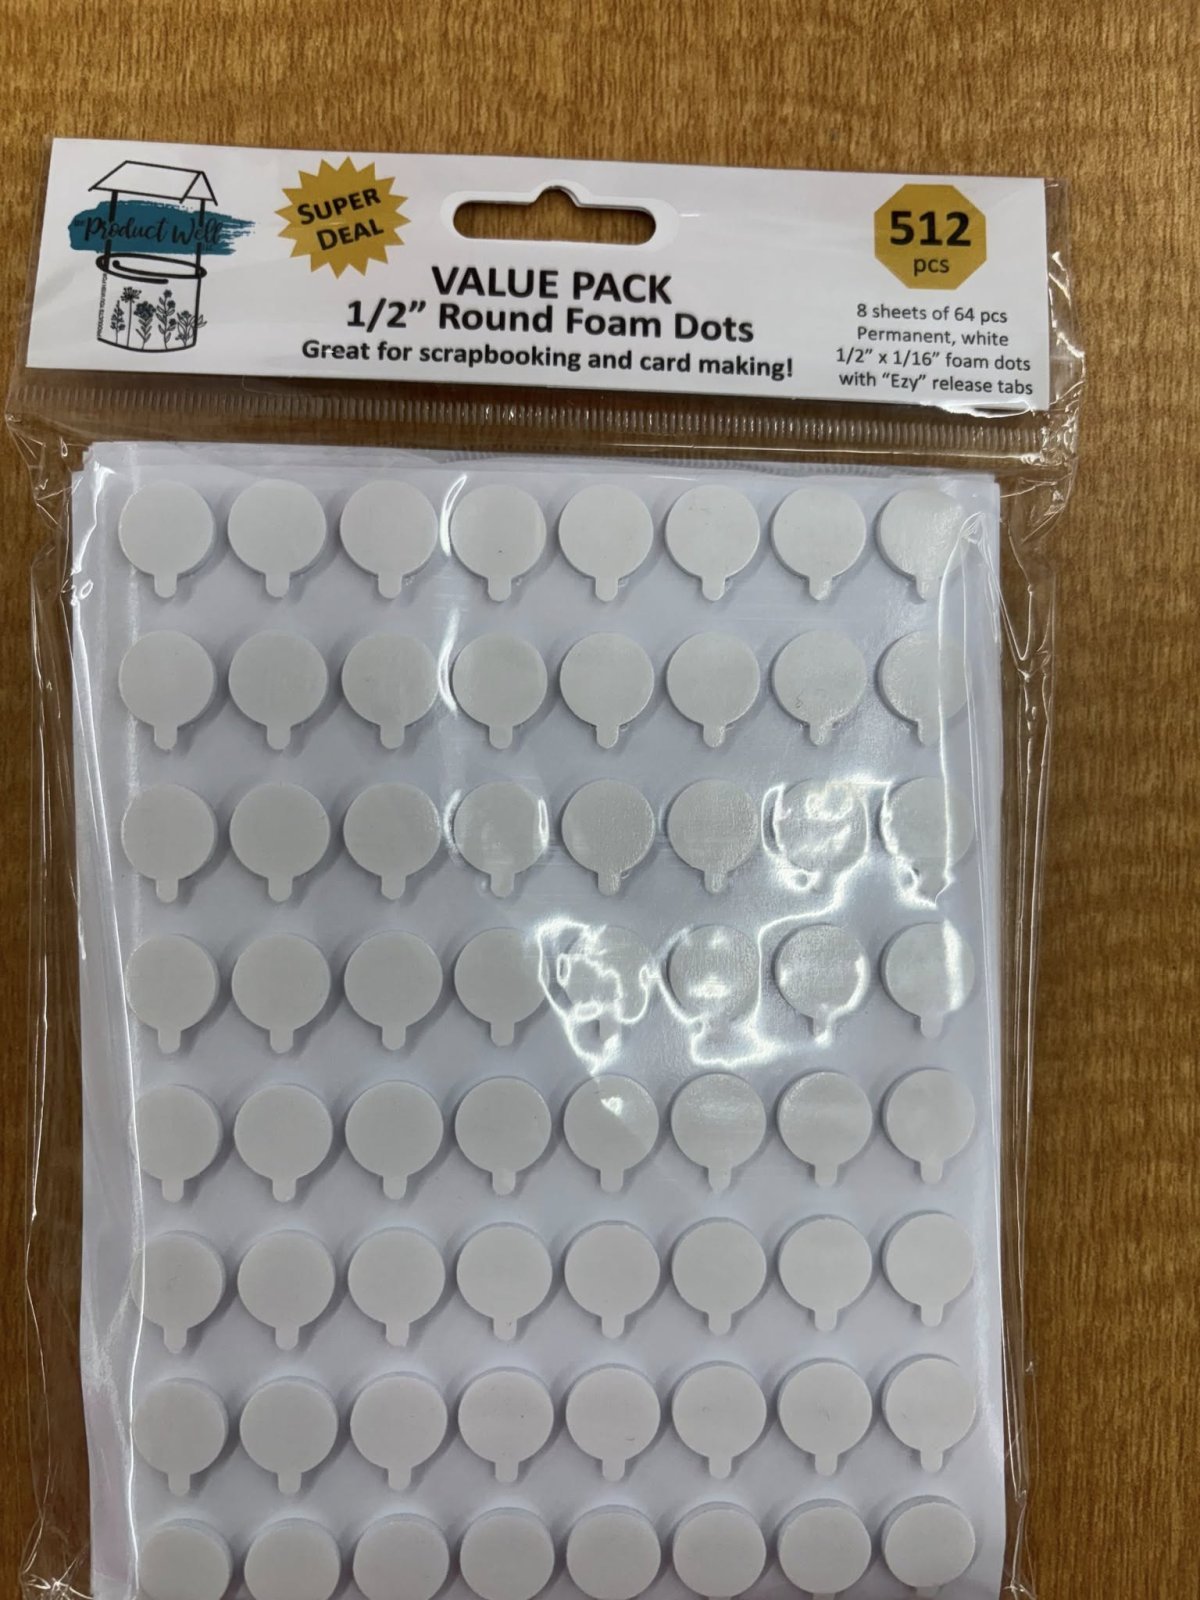 Product Well
SUPER
DEAL
VALUE PACK
1/2” Round Foam Dots
Great for scrapbooking and card making!
512
pcs
8 sheets of 64 pcs
Permanent, white
1/2” x 1/16” foam dots
with “Ezy” release tabs